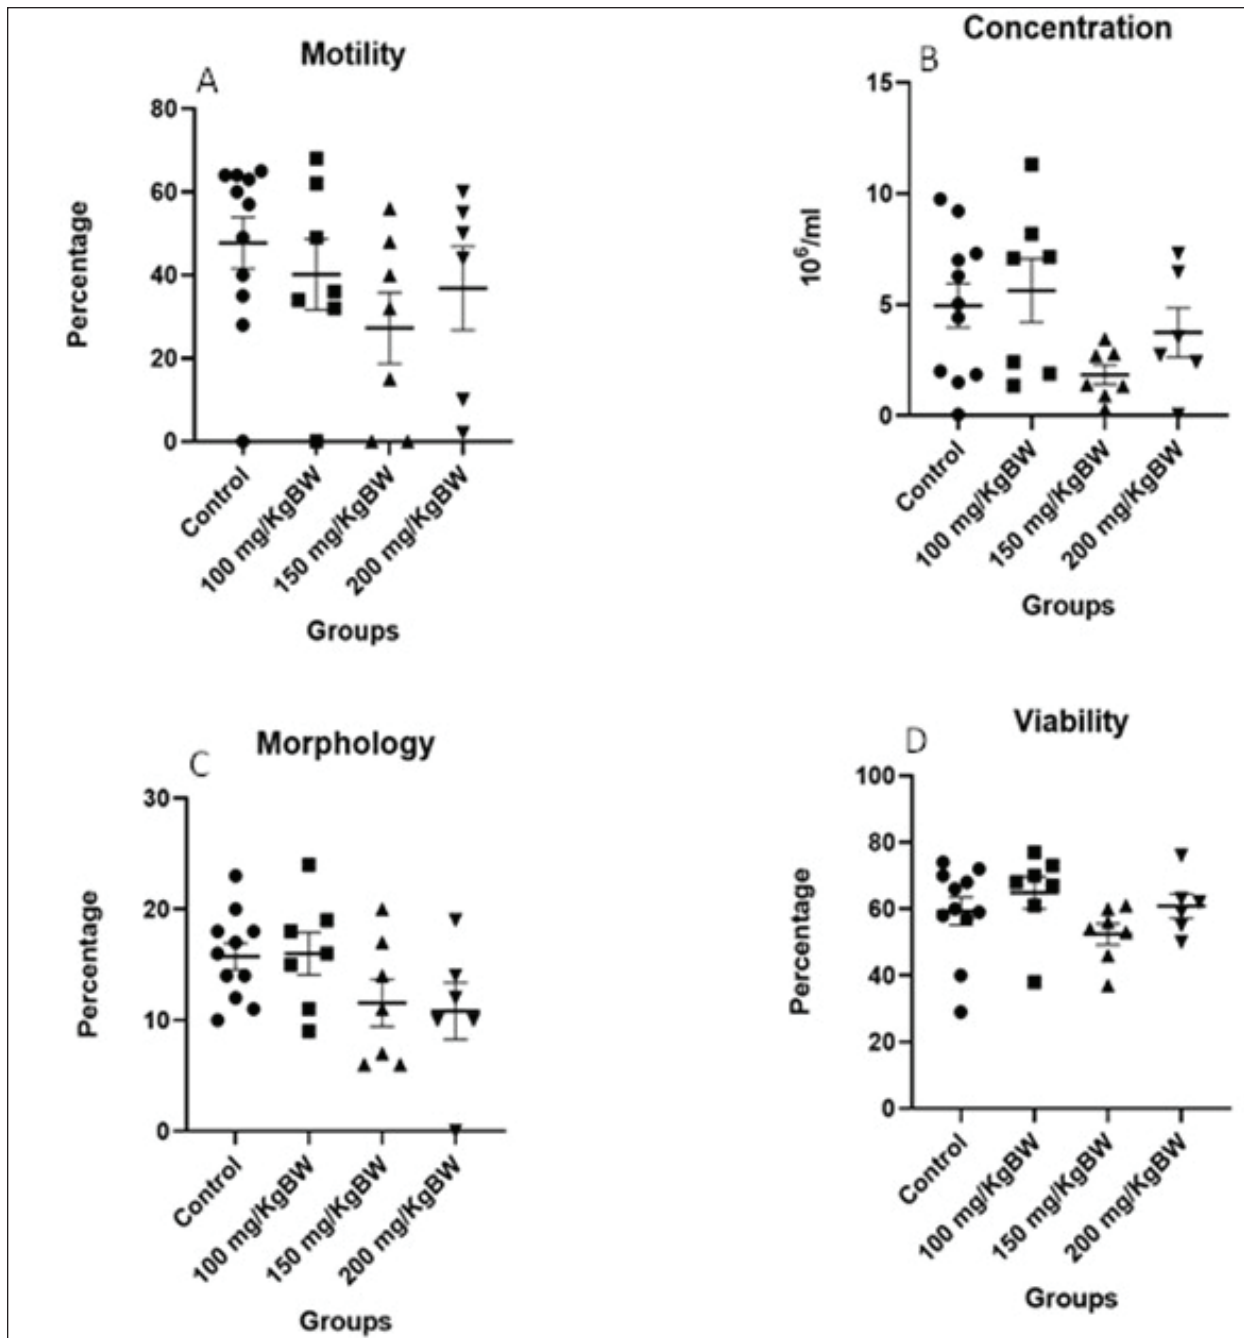 Motility
A
80
60
40
20
0
Percentage
Control
100 mg/KgBW
150 mg/KgBW
200 mg/KgBW
Groups
Concentration
B
15
10
5
0
10⁶/ml
Control
100 mg/KgBW
150 mg/KgBW
200 mg/KgBW
Groups
Morphology
C
30
20
10
0
Percentage
Control
100 mg/KgBW
150 mg/KgBW
200 mg/KgBW
Groups
Viability
D
100
80
60
40
20
0
Percentage
Control
100 mg/KgBW
150 mg/KgBW
200 mg/KgBW
Groups